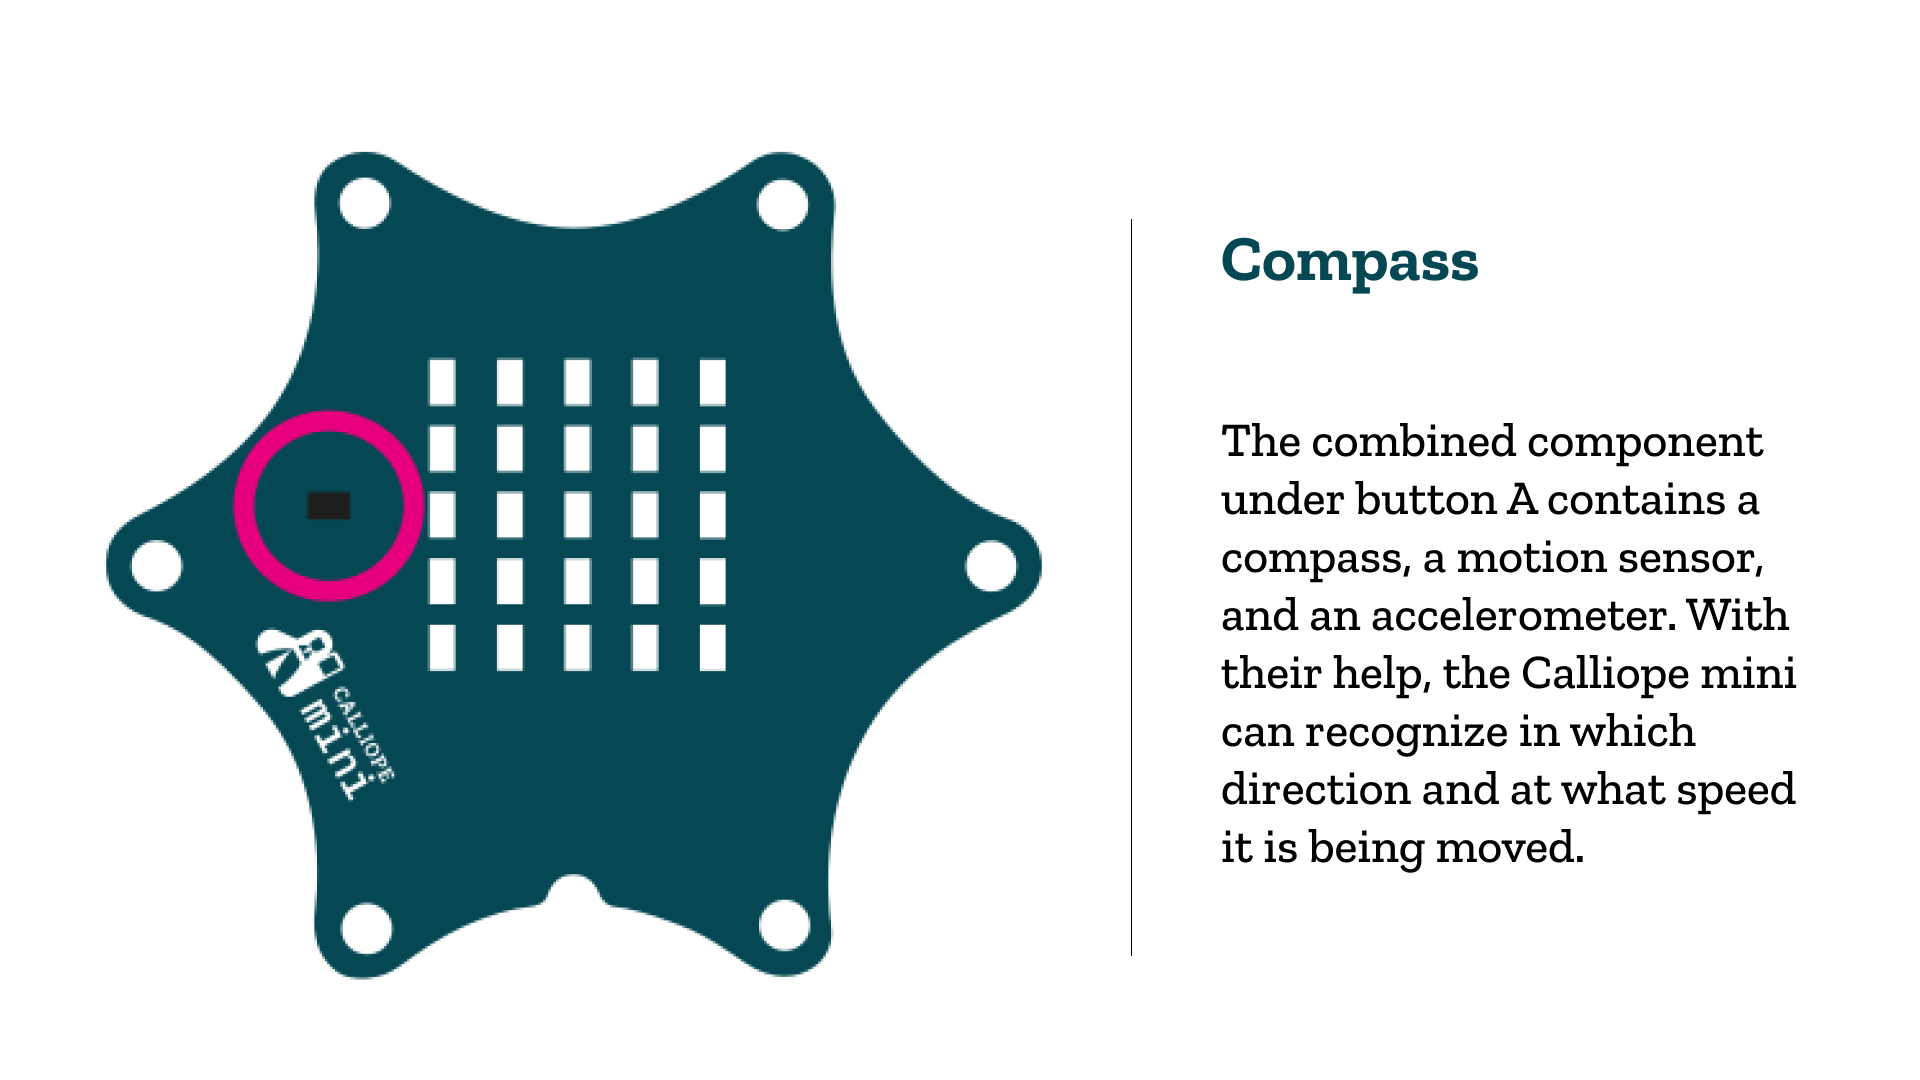 Compass
The combined component
under button A contains a
compass, a motion sensor,
and an accelerometer. With
their help, the Calliope mini
can recognize in which
direction and at what speed
it is being moved.
CALLIOPE
mini